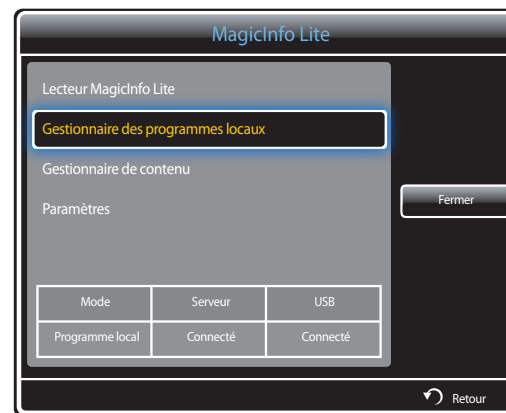 MagicInfo Lite
Lecteur MagicInfo Lite
Gestionnaire des programmes locaux
Gestionnaire de contenu
Paramètres
Fermer
Mode Serveur USB
Programme local Connecté Connecté
Retour